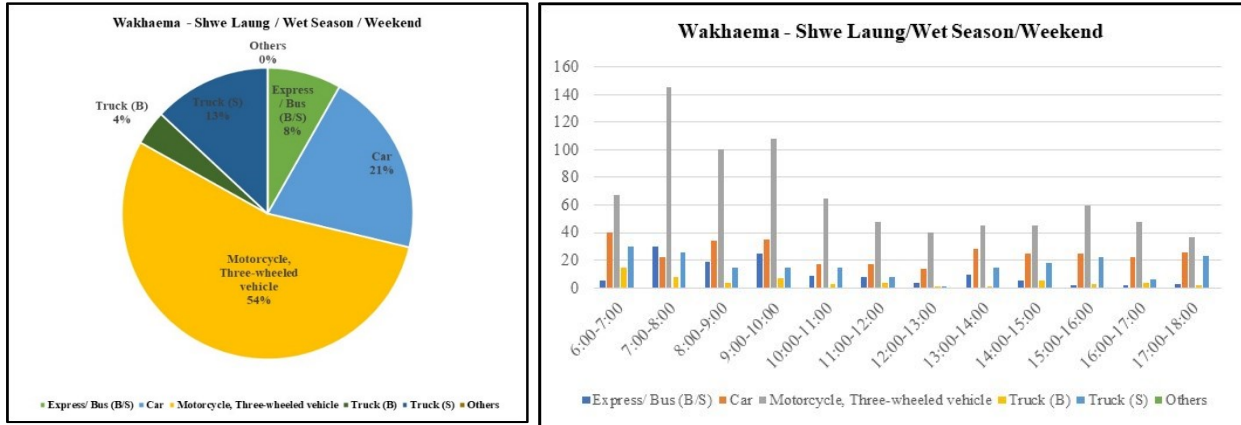 Wakhaema - Shwe Laung / Wet Season / Weekend
Others
0%
Express
/ Bus
(B/S)
8%
Truck (B)
4%
Truck (S)
13%
Car
21%
Motorcycle,
Three-wheeled
vehicle
54%
Express/ Bus (B/S) Car Motorcycle, Three-wheeled vehicle Truck (B) Truck (S) Others
Wakhaema - Shwe Laung/Wet Season/Weekend
160
140
120
100
80
60
40
20
0
6:00-7:00
7:00-8:00
8:00-9:00
9:00-10:00
10:00-11:00
11:00-12:00
12:00-13:00
13:00-14:00
14:00-15:00
15:00-16:00
16:00-17:00
17:00-18:00
Express/ Bus (B/S) Car Motorcycle, Three-wheeled vehicle Truck (B) Truck (S) Others